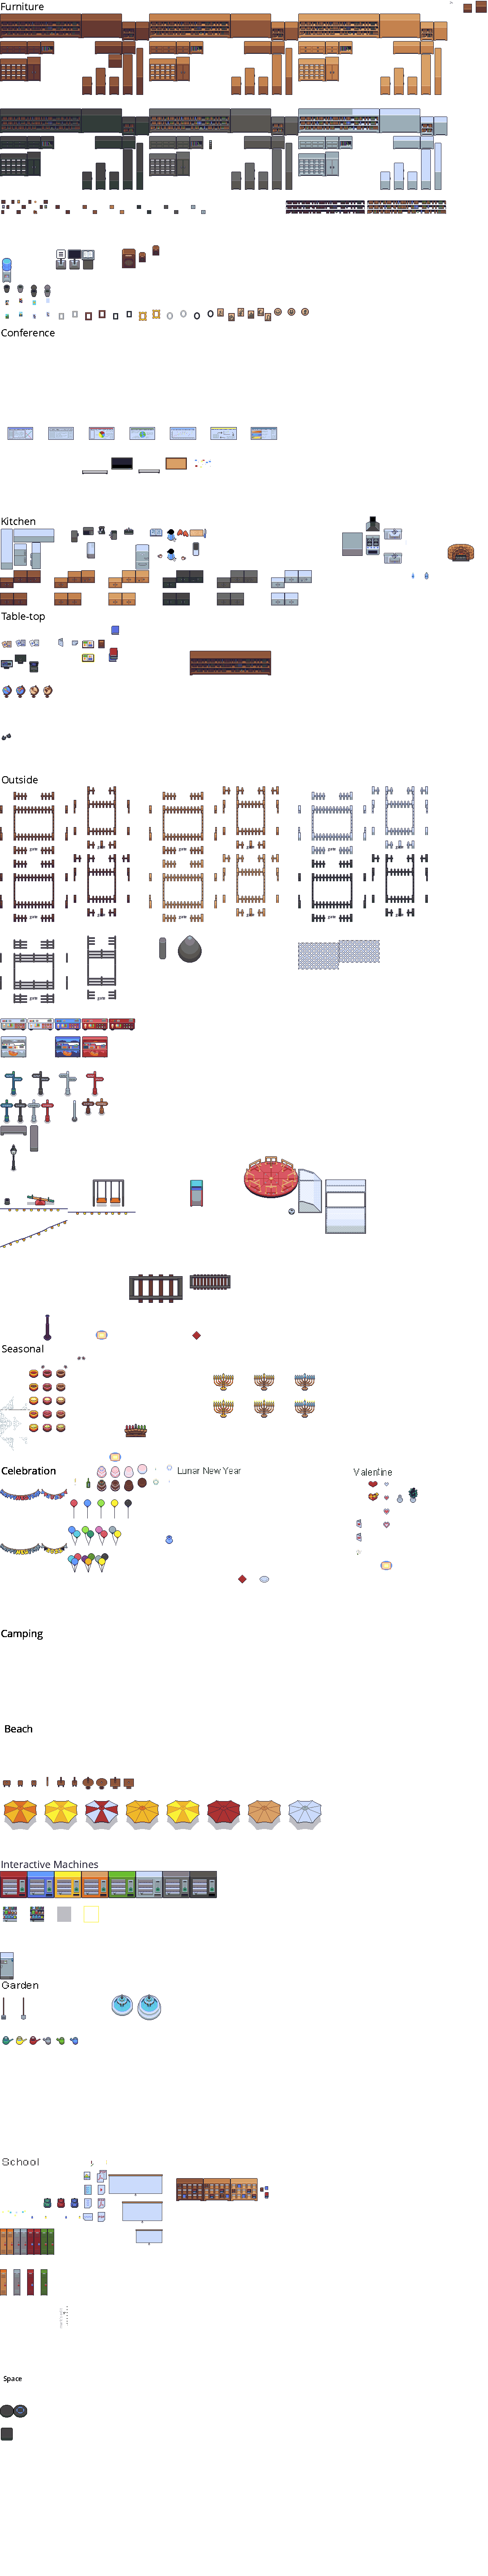 Furniture
Conference
Kitchen
Table-top
Outside
Seasonal
Celebration
Lunar New Year
Valentine
Camping
Beach
Interactive Machines
Garden
School
Space